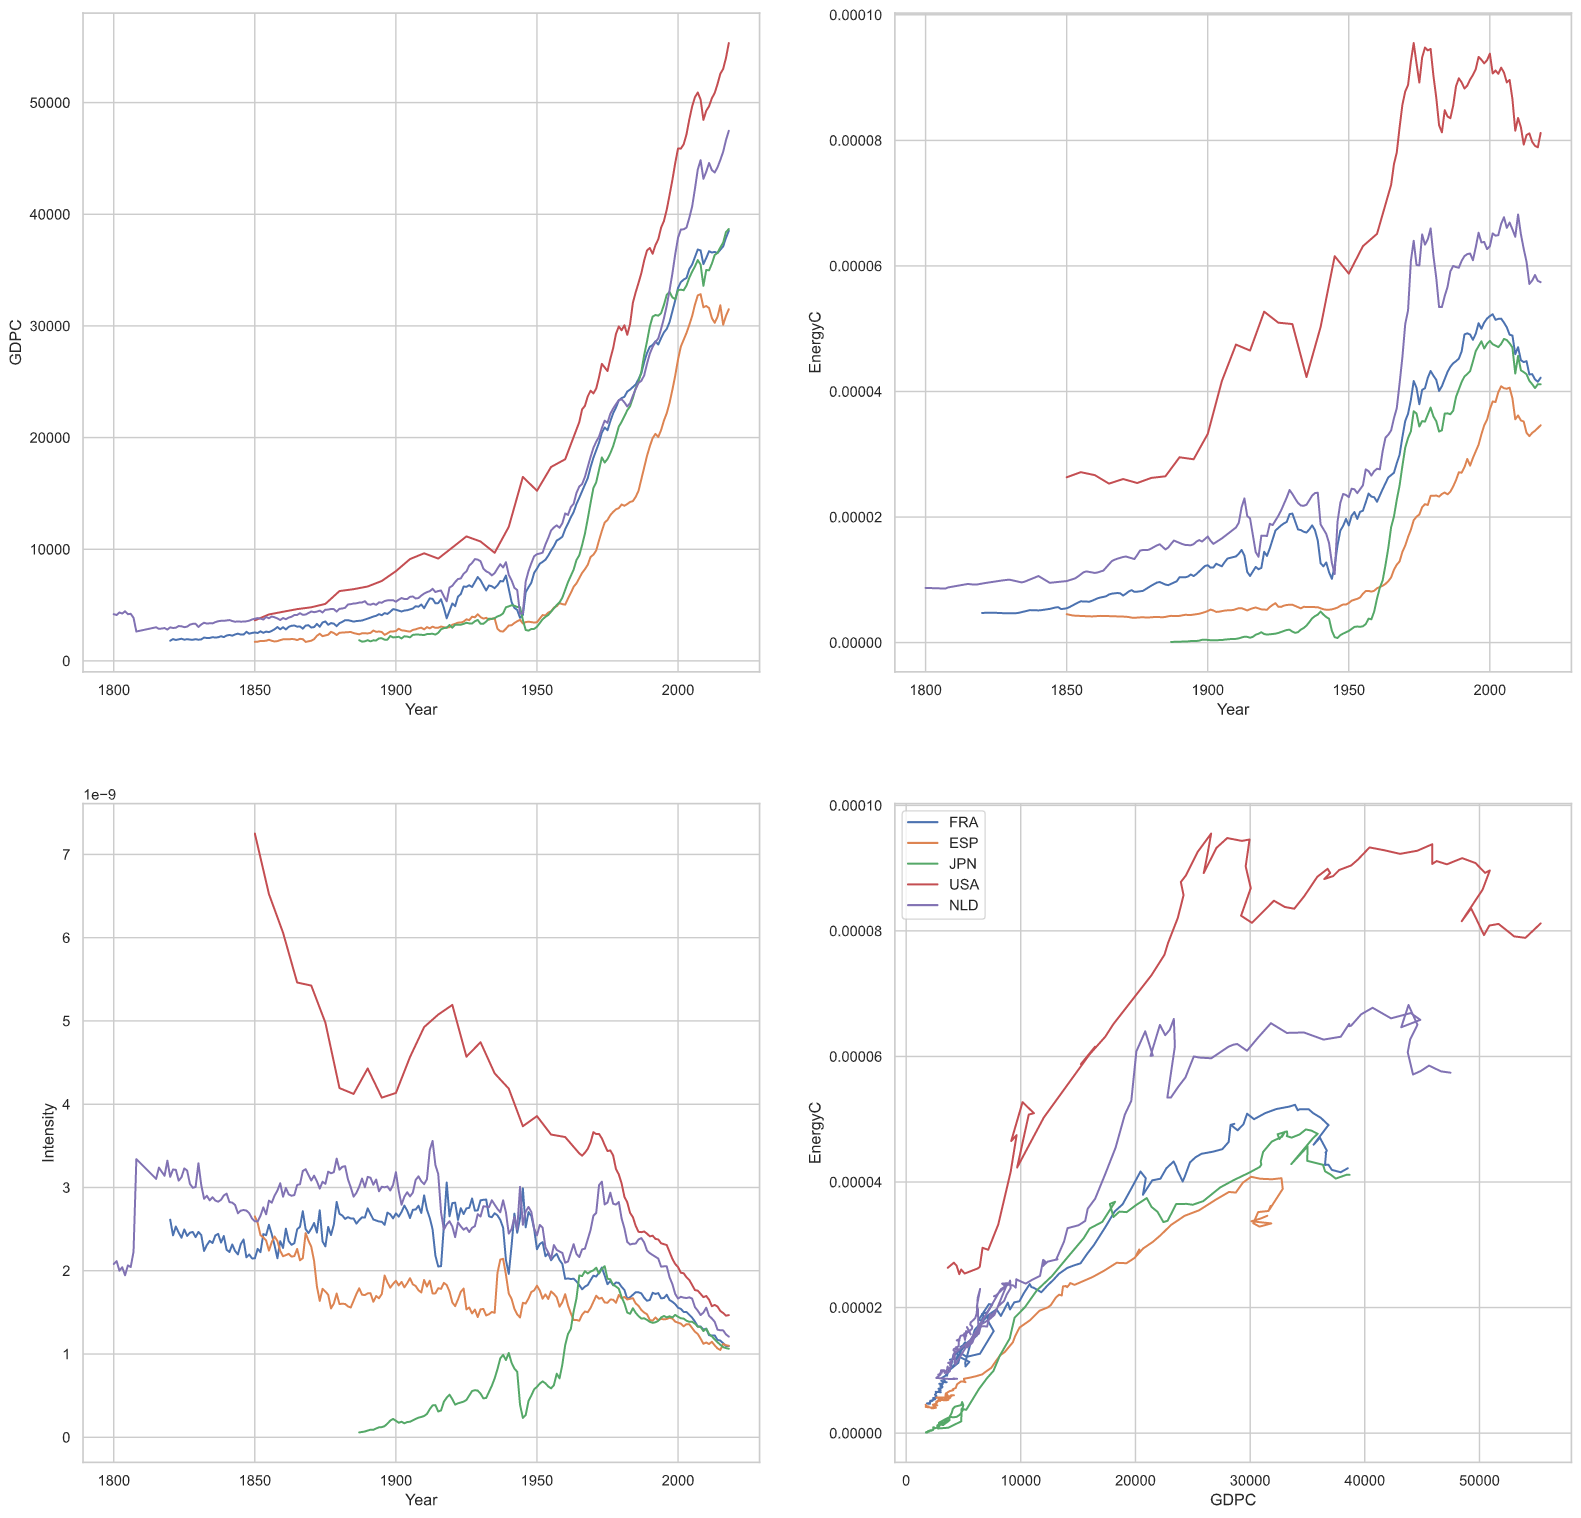 50000
40000
30000
20000
10000
0
GDPC
1800 1850 1900 1950 2000
Year
0.00010
0.00008
0.00006
0.00004
0.00002
0.00000
EnergyC
1800 1850 1900 1950 2000
Year
1e−9
7
6
5
4
3
2
1
0
Intensity
1800 1850 1900 1950 2000
Year
0.00010
0.00008
0.00006
0.00004
0.00002
0.00000
EnergyC
FRA
ESP
JPN
USA
NLD
0 10000 20000 30000 40000 50000
GDPC